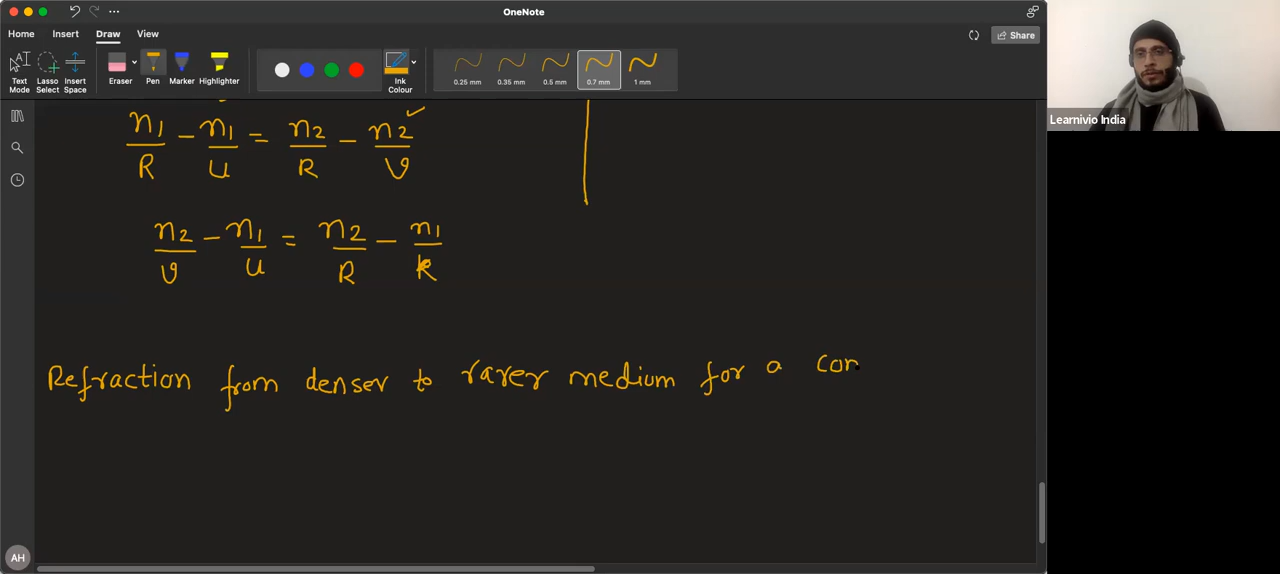 OneNote
Home Insert Draw View
Share
Text Mode
Lasso Select
Insert Space
Eraser
Pen
Marker
Highlighter
Ink Colour
0.25 mm
0.35 mm
0.5 mm
0.7 mm
1 mm
Learnivio India
n1/R - n1/u = n2/R - n2/v ✓
n2/v - n1/u = n2/R - n1/R
Refraction from denser to rarer medium for a con
AH